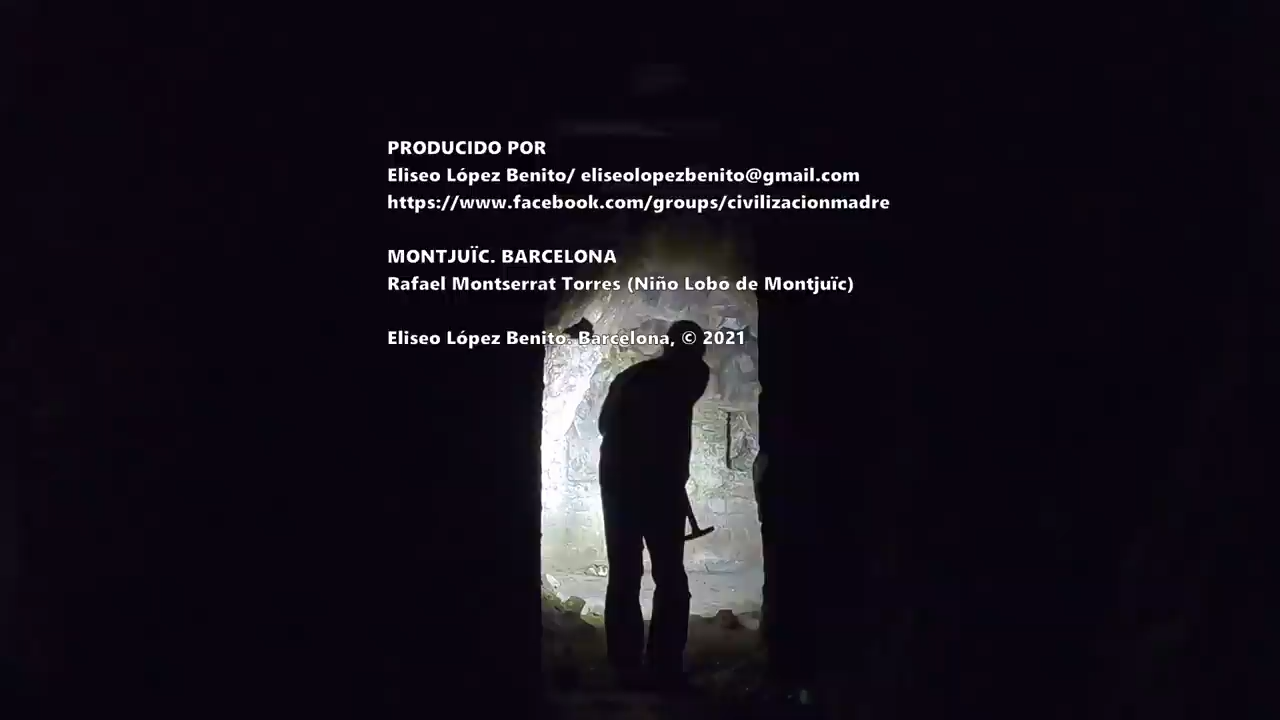 PRODUCIDO POR
Eliseo López Benito/ eliseolopezbenito@gmail.com
https://www.facebook.com/groups/civilizacionmadre
MONTJUÏC. BARCELONA
Rafael Montserrat Torres (Niño Lobo de Montjuïc)
Eliseo López Benito. Barcelona, © 2021